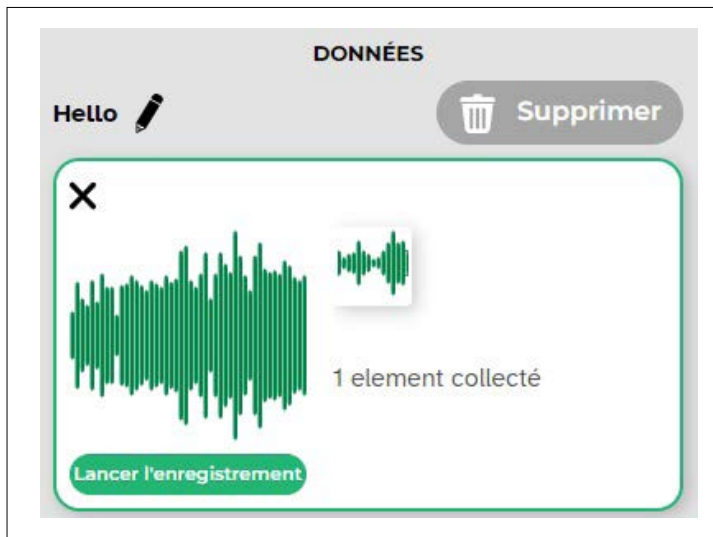 DONNÉES
Hello
Supprimer
1 element collecté
Lancer l'enregistrement